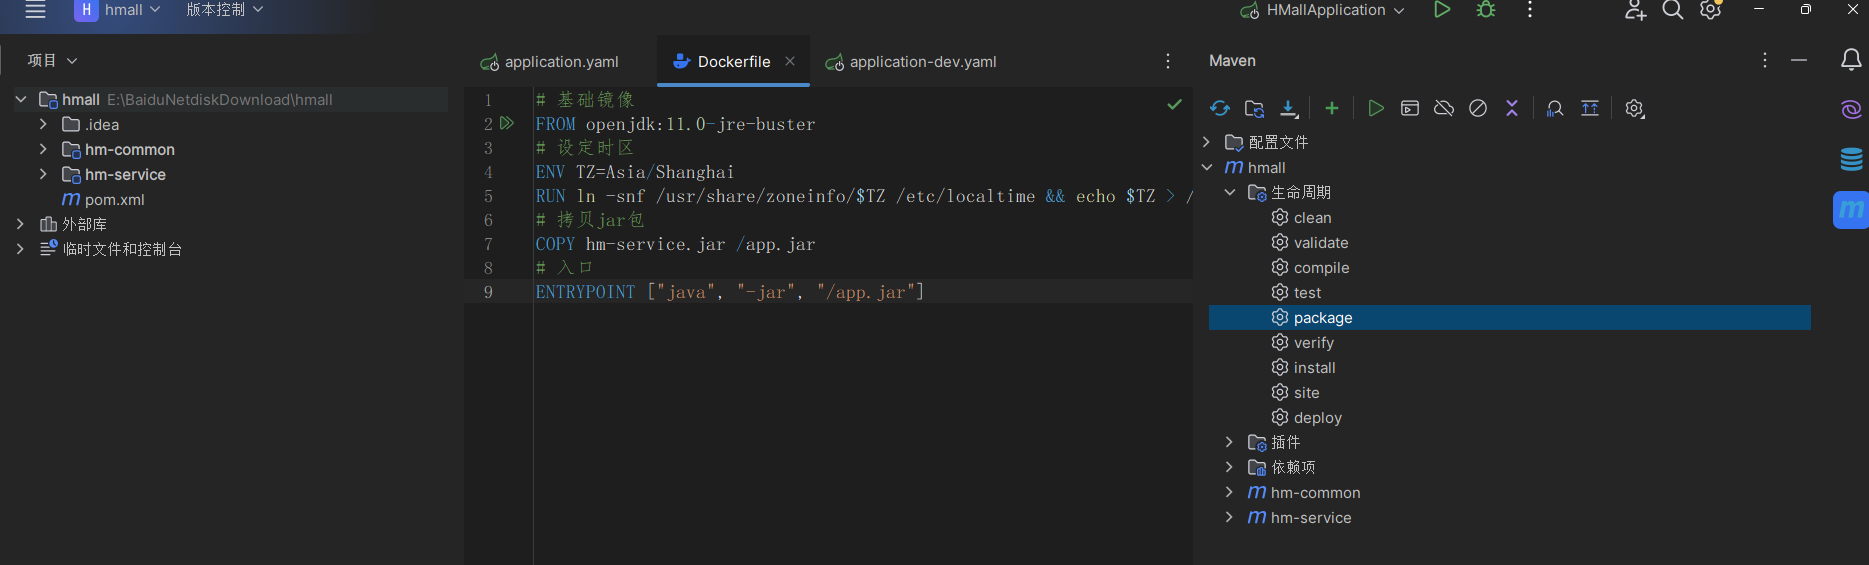 H hmall 版本控制 HMallApplication
项目
hmall E:\BaiduNetdiskDownload\hmall
.idea
hm-common
hm-service
m pom.xml
外部库
临时文件和控制台
application.yaml Dockerfile application-dev.yaml
1 # 基础镜像
2 FROM openjdk:11.0-jre-buster
3 # 设定时区
4 ENV TZ=Asia/Shanghai
5 RUN ln -snf /usr/share/zoneinfo/$TZ /etc/localtime && echo $TZ > /
6 # 拷贝jar包
7 COPY hm-service.jar /app.jar
8 # 入口
9 ENTRYPOINT ["java", "-jar", "/app.jar"]
Maven
配置文件
m hmall
生命周期
clean
validate
compile
test
package
verify
install
site
deploy
插件
依赖项
m hm-common
m hm-service
m